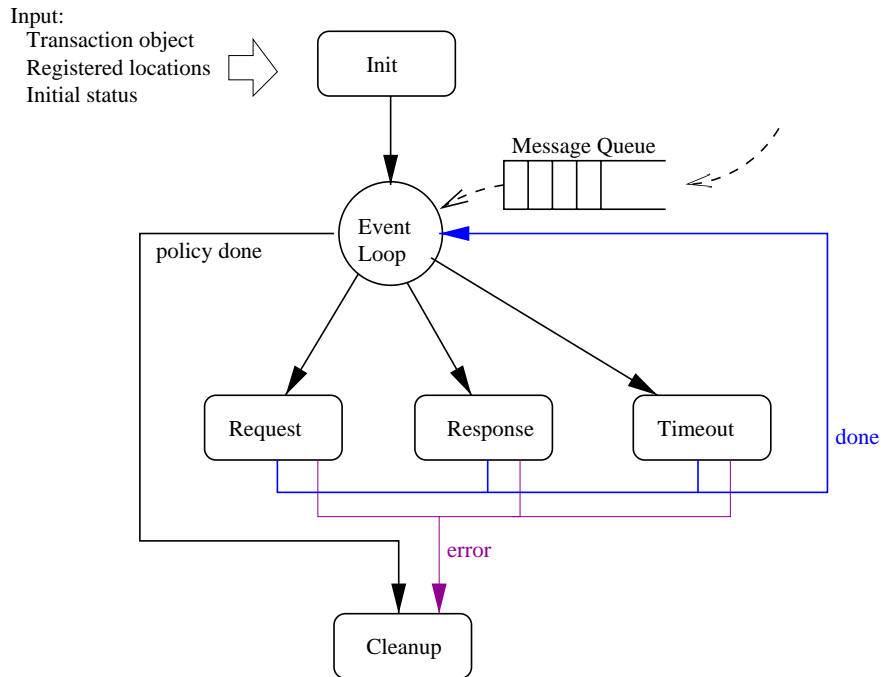 Input:
Transaction object
Registered locations
Initial status
Init
Message Queue
Event
Loop
policy done
Request
Response
Timeout
done
error
Cleanup